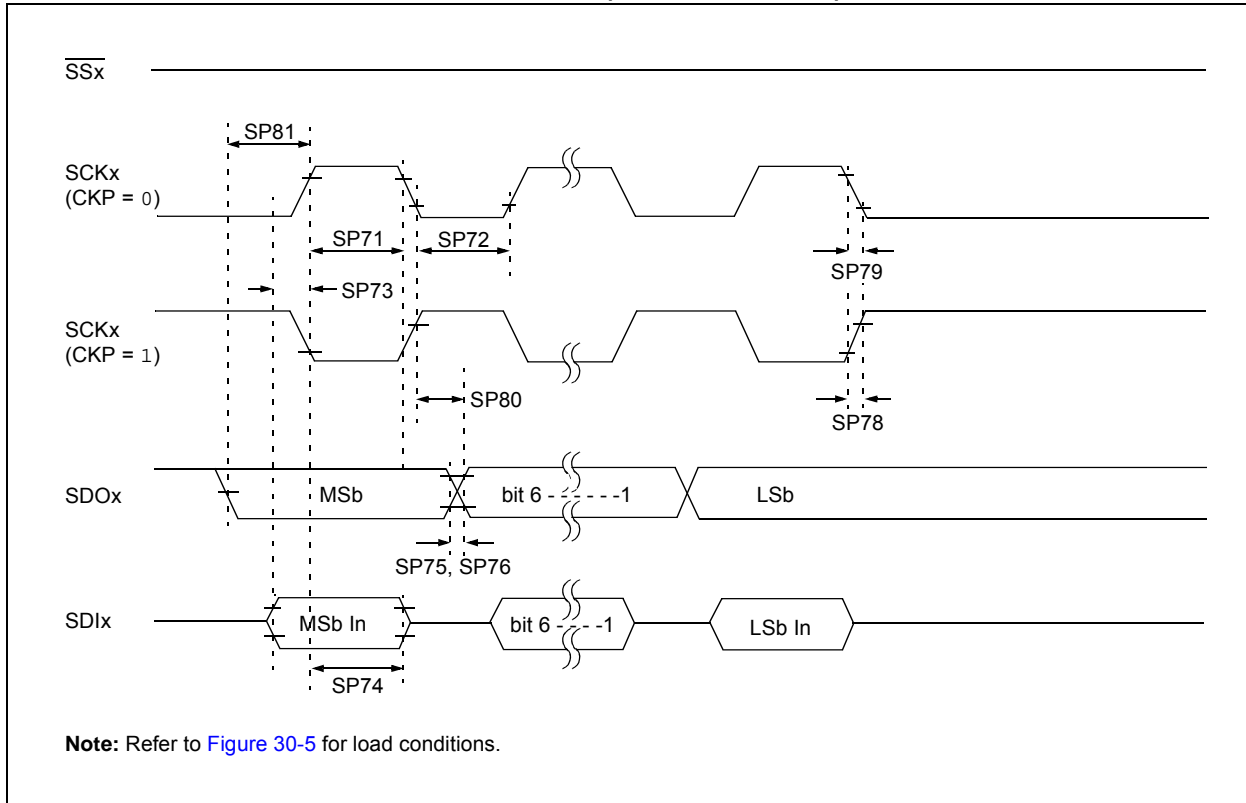 SSx
SP81
SCKx
(CKP = 0)
SP71
SP72
SP79
SP73
SCKx
(CKP = 1)
SP80
SP78
SDOx
MSb
bit 6 - - - - - -1
LSb
SP75, SP76
SDIx
MSb In
bit 6 - - - -1
LSb In
SP74
Note: Refer to Figure 30-5 for load conditions.